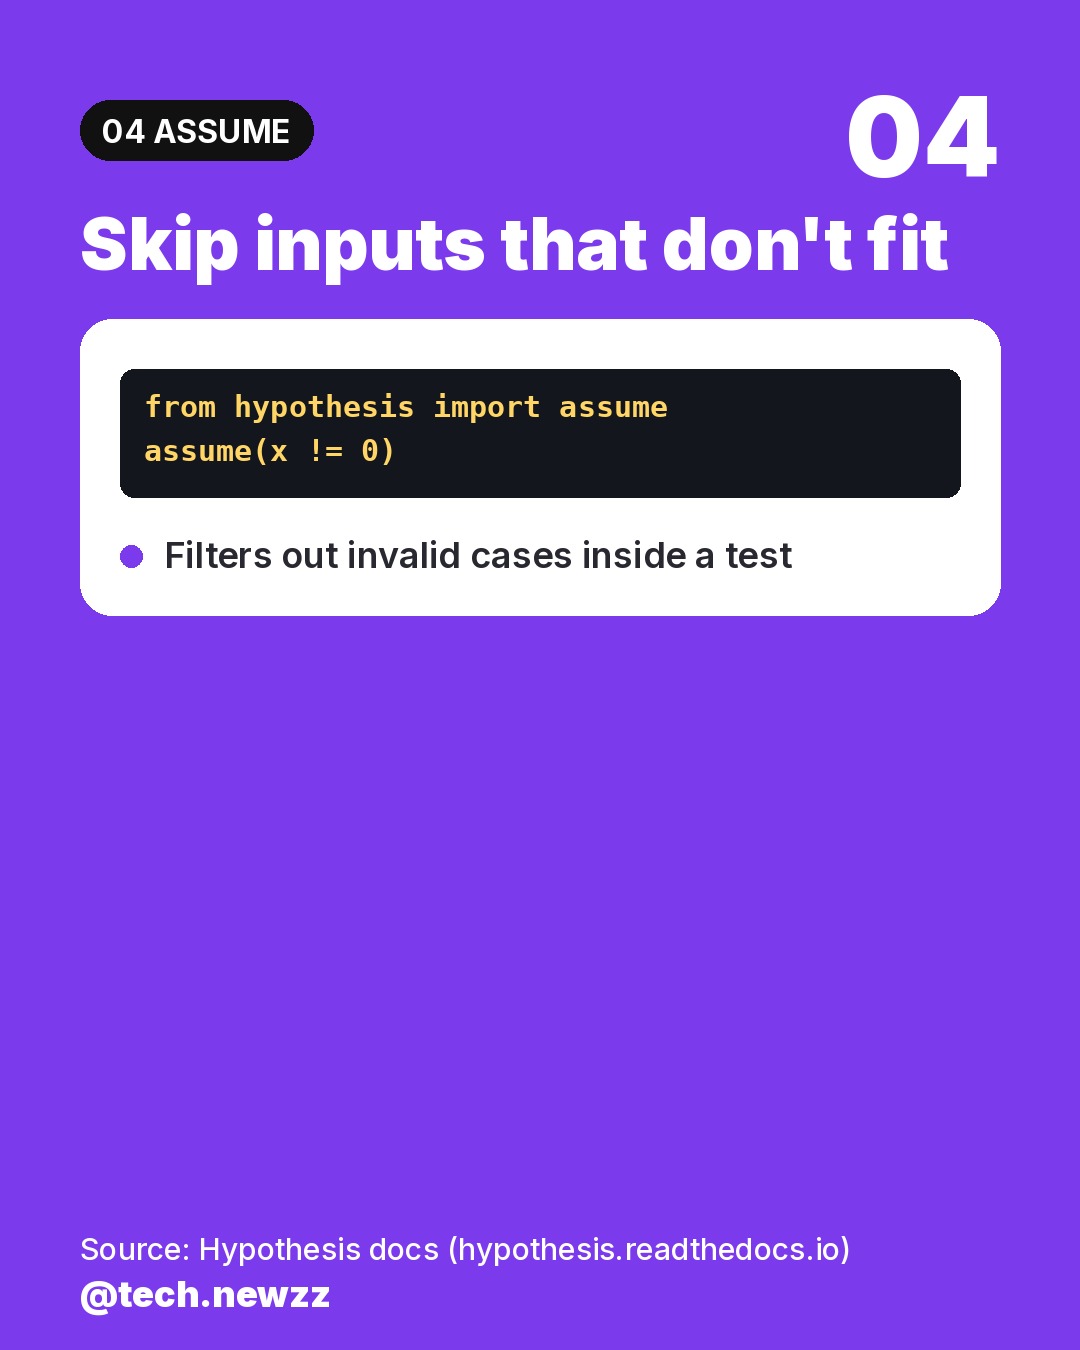 04 ASSUME
04
Skip inputs that don't fit
from hypothesis import assume
assume(x != 0)
Filters out invalid cases inside a test
Source: Hypothesis docs (hypothesis.readthedocs.io)
@tech.newzz